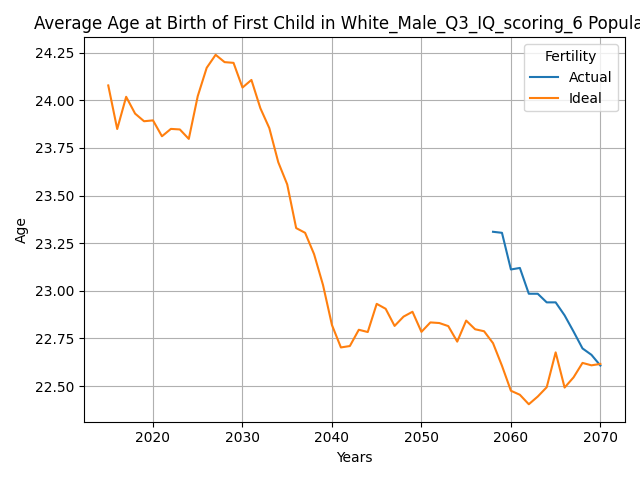 Average Age at Birth of First Child in White_Male_Q3_IQ_scoring_6 Popula
Fertility
Actual
Ideal
Age
24.25
24.00
23.75
23.50
23.25
23.00
22.75
22.50
2020 2030 2040 2050 2060 2070
Years